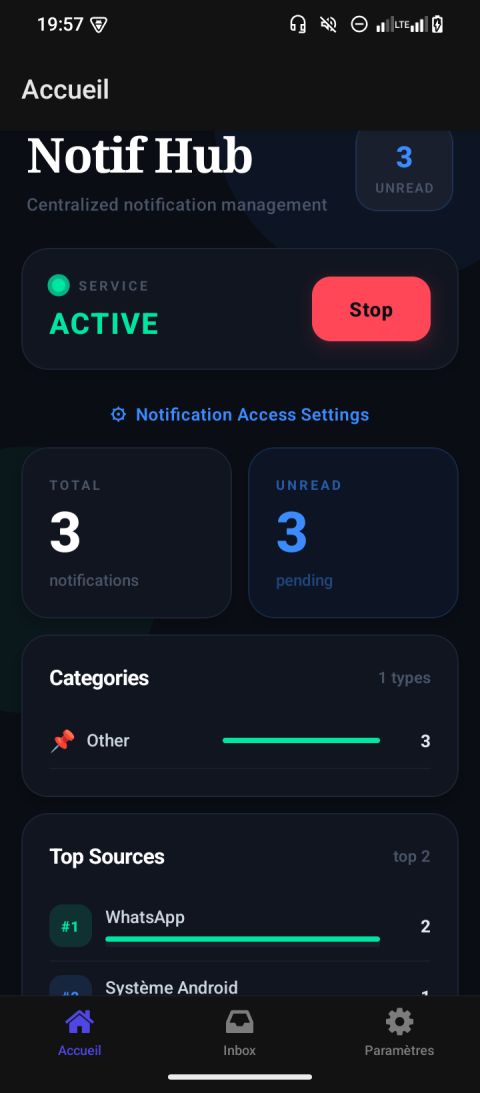 19:57
LTE
Accueil
Notif Hub
3
UNREAD
Centralized notification management
SERVICE
ACTIVE
Stop
Notification Access Settings
TOTAL
3
notifications
UNREAD
3
pending
Categories
1 types
Other
3
Top Sources
top 2
#1
WhatsApp
2
#2
Système Android
1
Accueil
Inbox
Paramètres